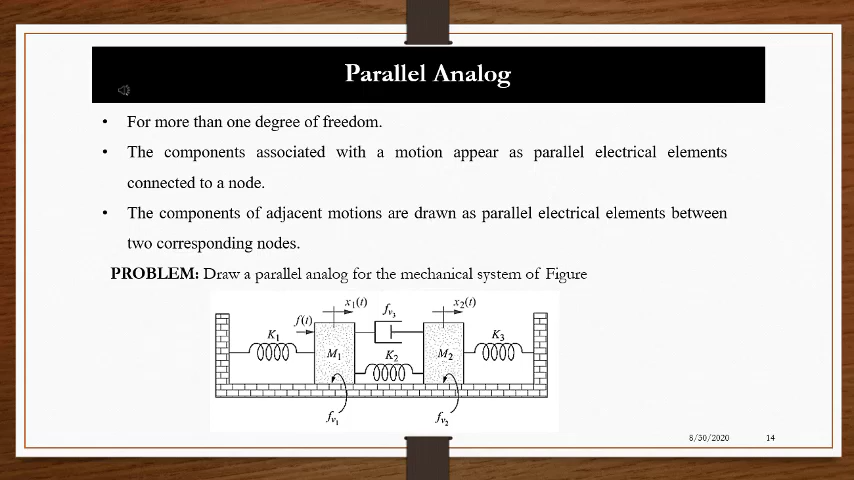 Parallel Analog
• For more than one degree of freedom.
• The components associated with a motion appear as parallel electrical elements
connected to a node.
• The components of adjacent motions are drawn as parallel electrical elements between
two corresponding nodes.
PROBLEM: Draw a parallel analog for the mechanical system of Figure
x₁(t)
x₂(t)
f(t)
fᵥ₃
K₁
M₁
K₂
M₂
K₃
fᵥ₁
fᵥ₂
8/30/2020
14